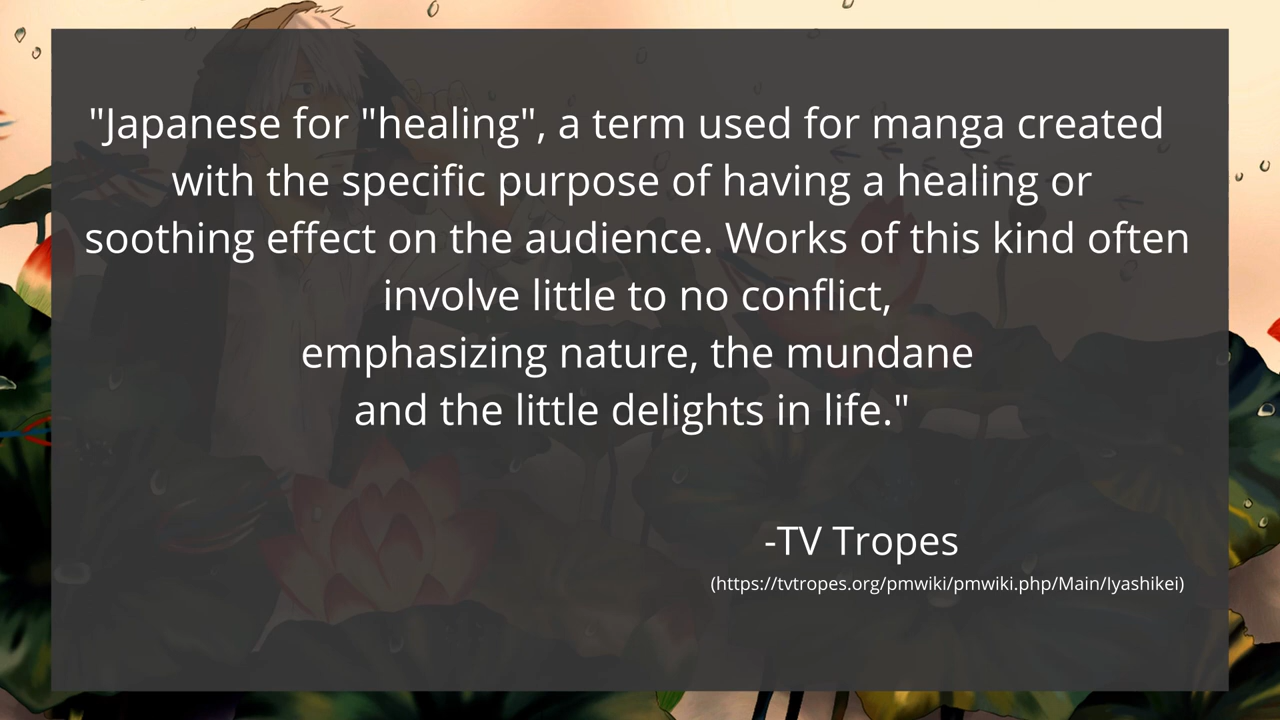 "Japanese for "healing", a term used for manga created
with the specific purpose of having a healing or
soothing effect on the audience. Works of this kind often
involve little to no conflict,
emphasizing nature, the mundane
and the little delights in life."
-TV Tropes
(https://tvtropes.org/pmwiki/pmwiki.php/Main/Iyashikei)